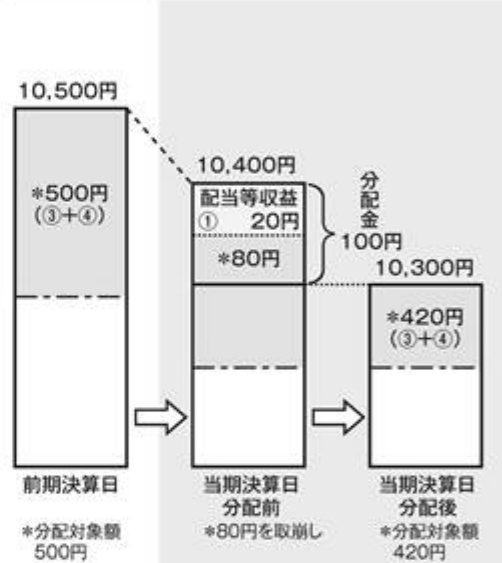 10,500円
*500円
(③+④)
前期決算日
*分配対象額
500円
10,400円
配当等収益
① 20円
*80円
分配金
100円
当期決算日
分配前
*80円を取崩し
10,300円
*420円
(③+④)
当期決算日
分配後
*分配対象額
420円